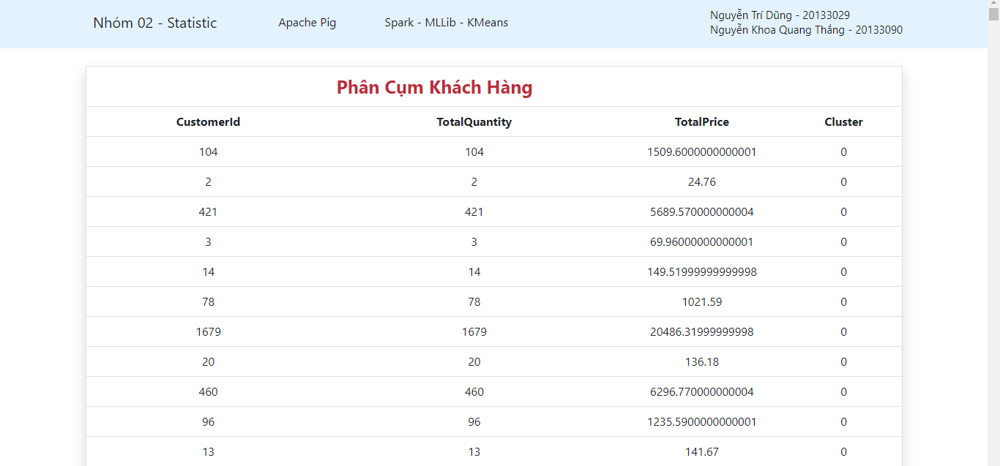 Nhóm 02 - Statistic Apache Pig Spark - MLLib - KMeans Nguyễn Trí Dũng - 20133029
Nguyễn Khoa Quang Thắng - 20133090
Phân Cụm Khách Hàng
CustomerId TotalQuantity TotalPrice Cluster
104 104 1509.6000000000001 0
2 2 24.76 0
421 421 5689.570000000004 0
3 3 69.96000000000001 0
14 14 149.51999999999998 0
78 78 1021.59 0
1679 1679 20486.31999999998 0
20 20 136.18 0
460 460 6296.770000000004 0
96 96 1235.5900000000001 0
13 13 141.67 0